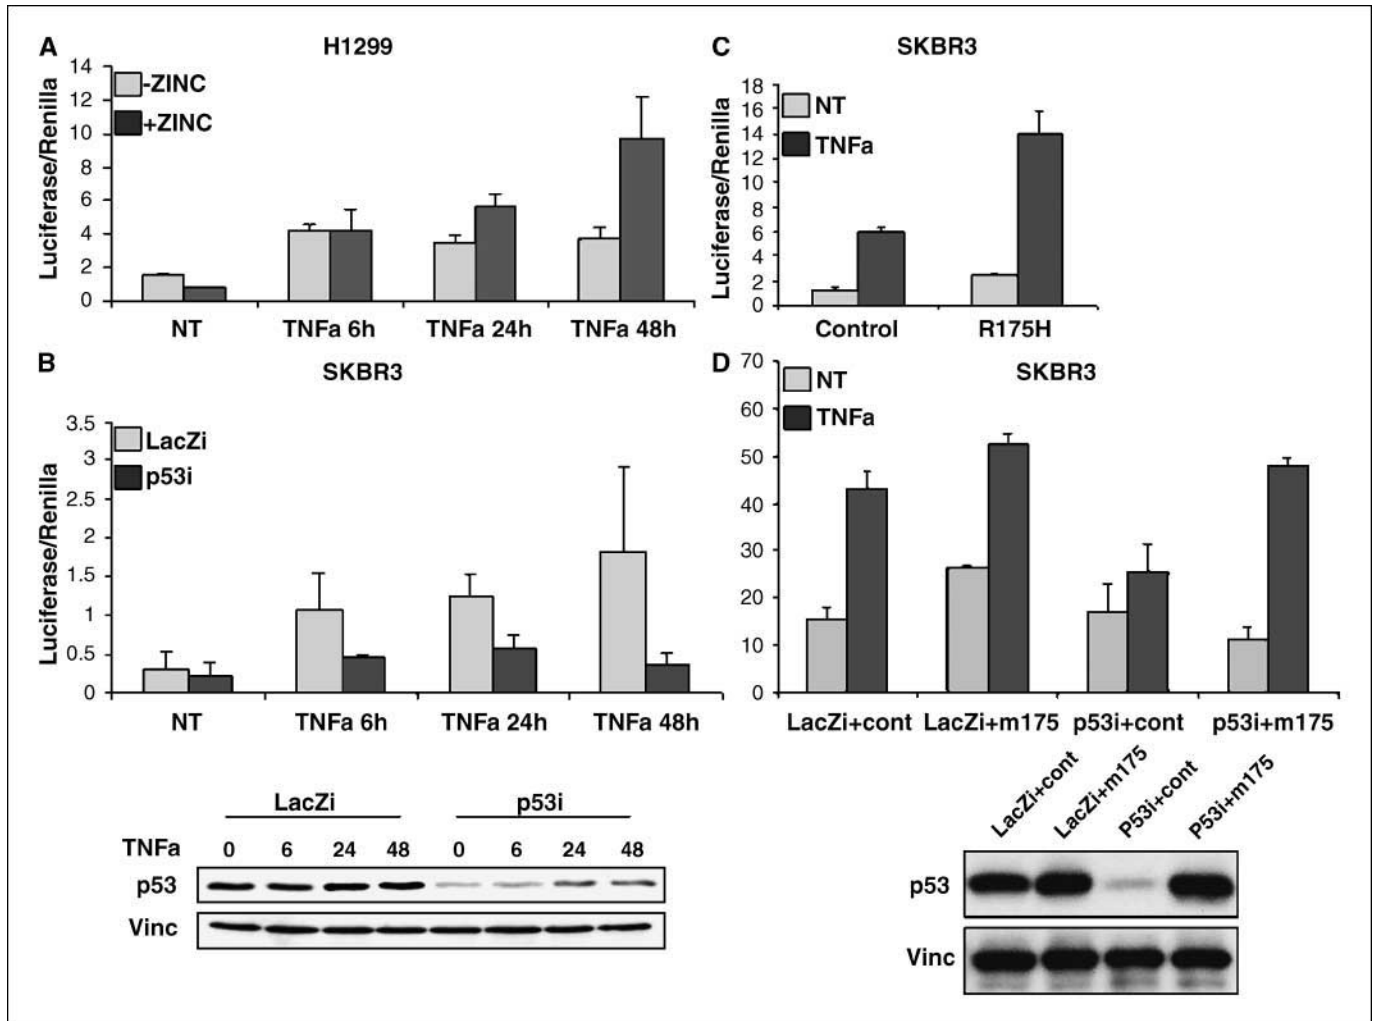 A
H1299
Luciferase/Renilla
14
12
10
8
6
4
2
0
-ZINC
+ZINC
NT
TNFa 6h
TNFa 24h
TNFa 48h
C
SKBR3
Luciferase/Renilla
18
16
14
12
10
8
6
4
2
0
NT
TNFa
Control
R175H
B
SKBR3
Luciferase/Renilla
3.5
3
2.5
2
1.5
1
0.5
0
LacZi
p53i
NT
TNFa 6h
TNFa 24h
TNFa 48h
LacZi
p53i
TNFa 0 6 24 48 0 6 24 48
p53
Vinc
D
SKBR3
70
60
50
40
30
20
10
0
NT
TNFa
LacZi+cont
LacZi+m175
p53i+cont
p53i+m175
LacZi+cont
LacZi+m175
P53i+cont
P53i+m175
p53
Vinc